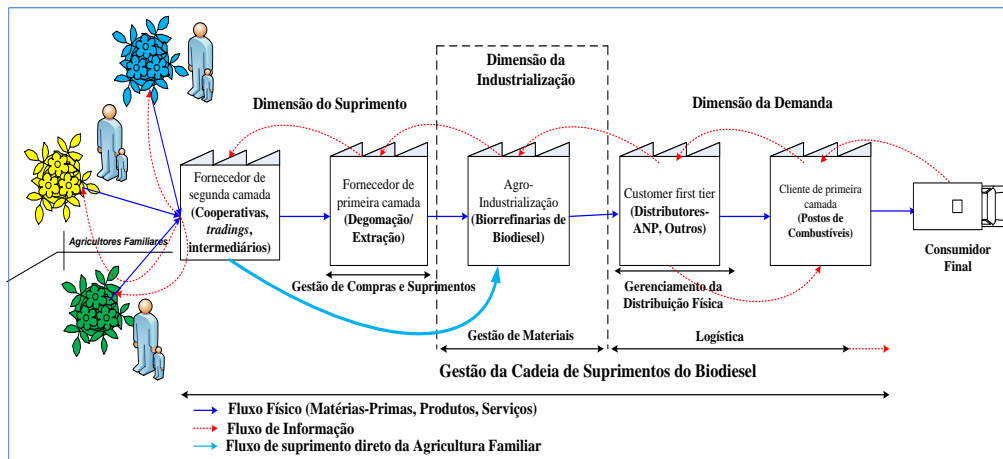 Dimensão da
Industrialização
Dimensão do Suprimento
Dimensão da Demanda
Fornecedor de
segunda camada
(Cooperativas,
tradings,
intermediários)
Fornecedor de
primeira camada
(Degomação/
Extração)
Agro-
Industrialização
(Biorrefinarias de
Biodiesel)
Customer first tier
(Distributores-
ANP, Outros)
Cliente de primeira
camada
(Postos de
Combustíveis)
Consumidor
Final
Agricultores Familiares
Gestão de Compras e Suprimentos
Gerenciamento da
Distribuição Física
Gestão de Materiais
Logística
Gestão da Cadeia de Suprimentos do Biodiesel
Fluxo Físico (Matérias-Primas, Produtos, Serviços)
Fluxo de Informação
Fluxo de suprimento direto da Agricultura Familiar